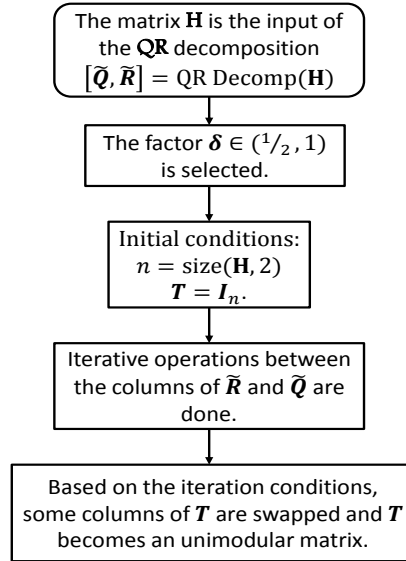 The matrix H is the input of
the QR decomposition
[Q̃, R̃] = QR Decomp(H)
The factor δ ∈ (1/2, 1)
is selected.
Initial conditions:
n = size(H, 2)
T = Iₙ.
Iterative operations between
the columns of R̃ and Q̃ are
done.
Based on the iteration conditions,
some columns of T are swapped and T
becomes an unimodular matrix.